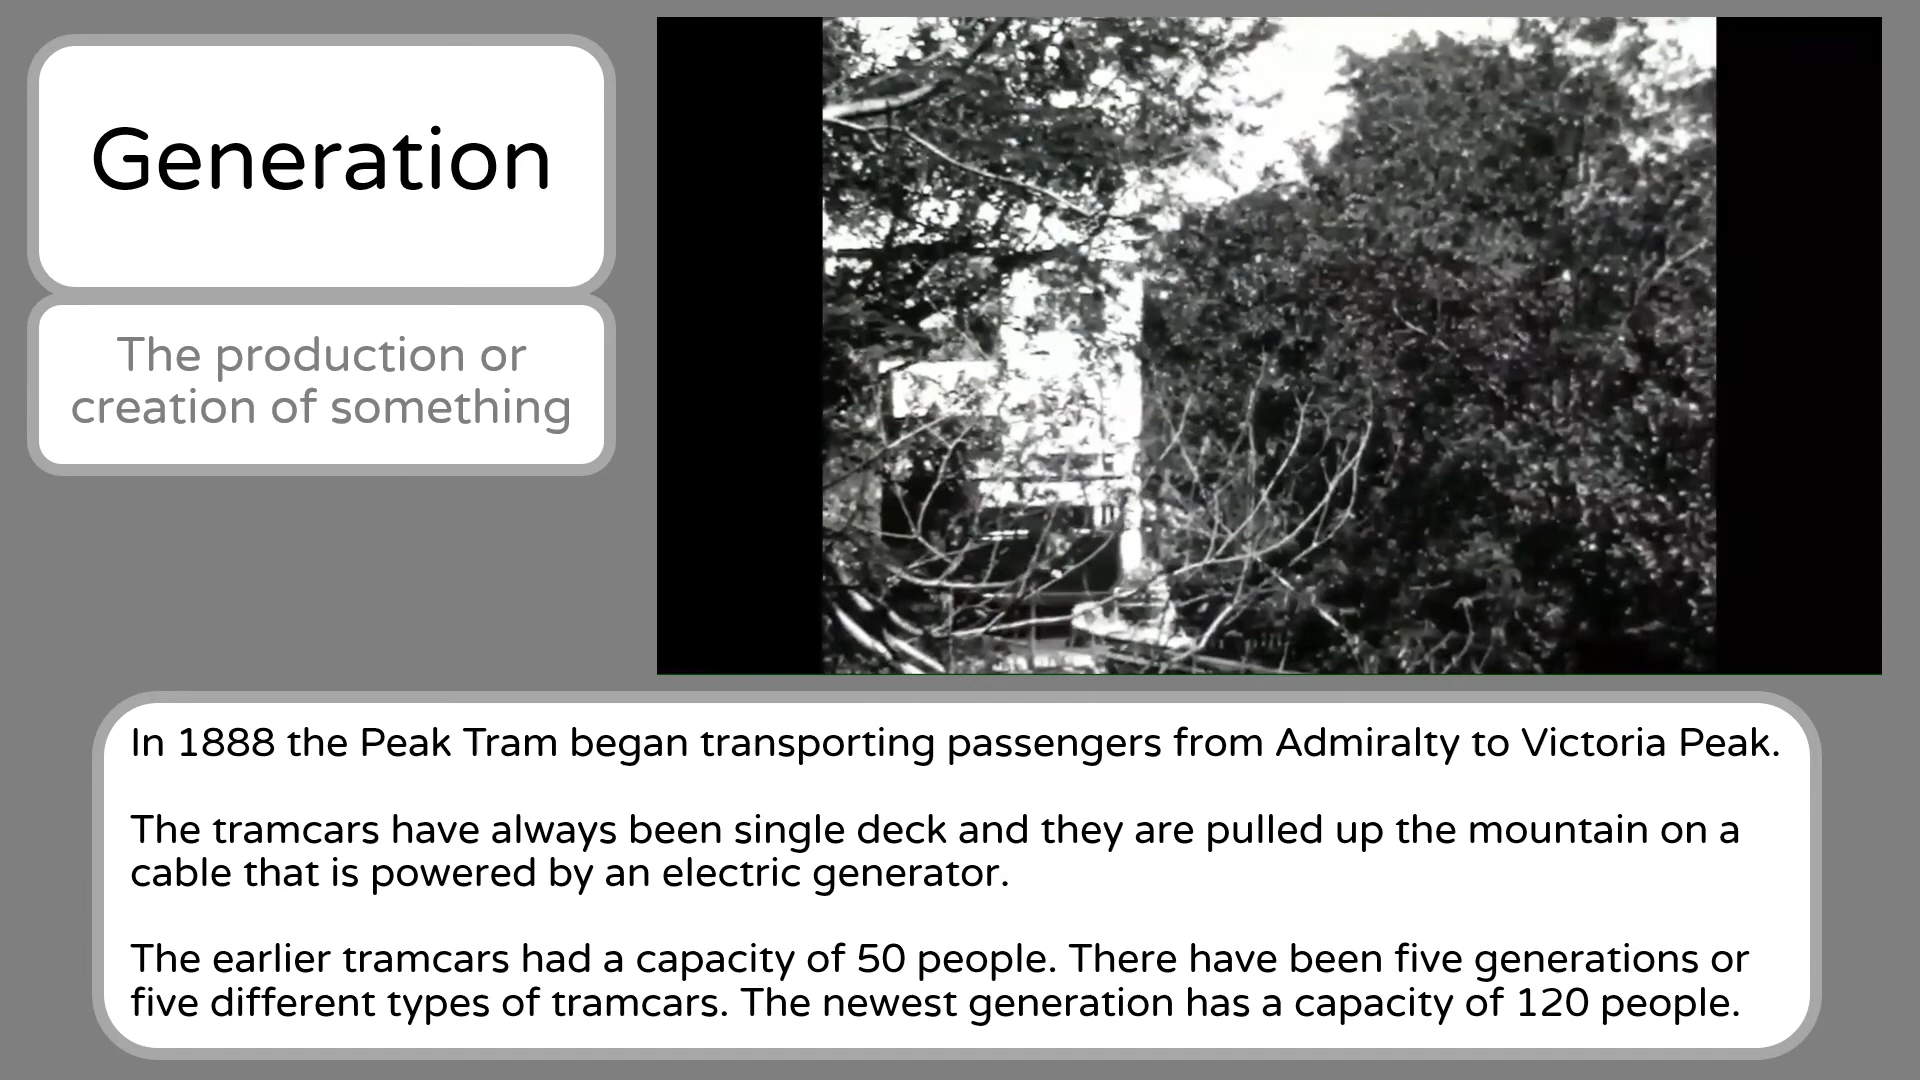 Generation
The production or
creation of something
In 1888 the Peak Tram began transporting passengers from Admiralty to Victoria Peak.
The tramcars have always been single deck and they are pulled up the mountain on a
cable that is powered by an electric generator.
The earlier tramcars had a capacity of 50 people. There have been five generations or
five different types of tramcars. The newest generation has a capacity of 120 people.